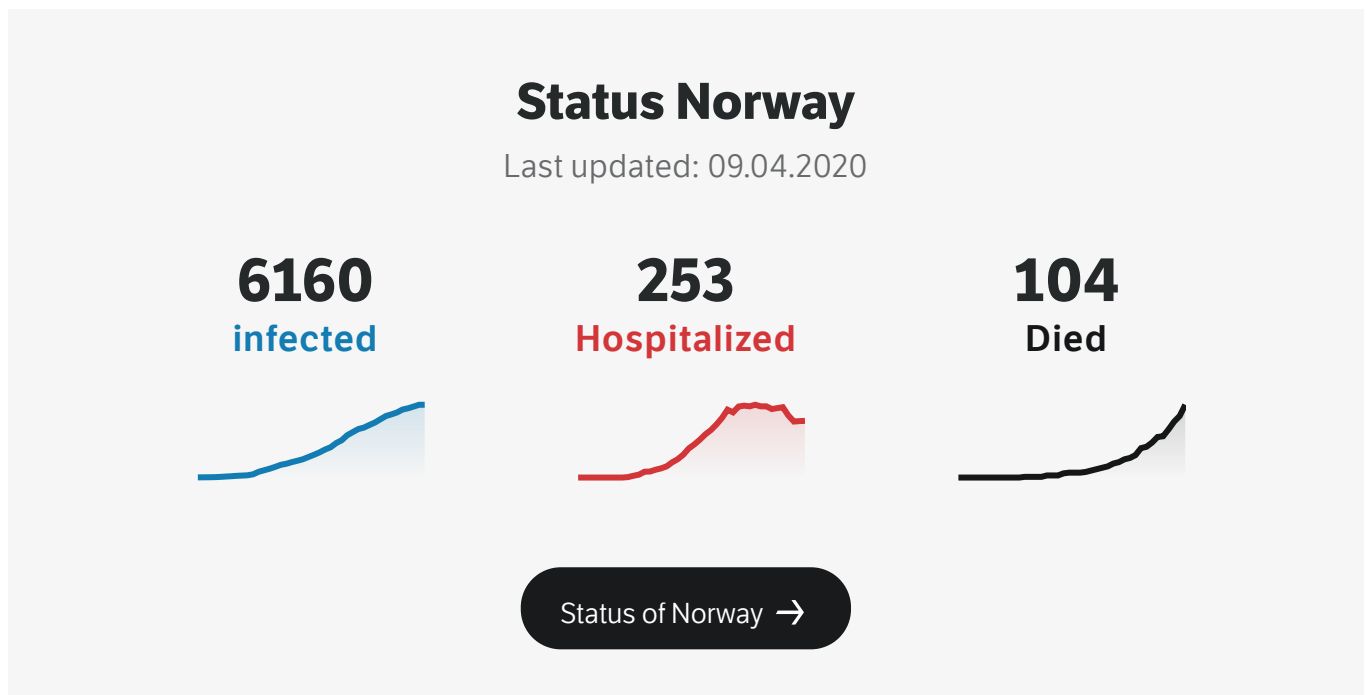 Status Norway
Last updated: 09.04.2020
6160
infected
253
Hospitalized
104
Died
Status of Norway →